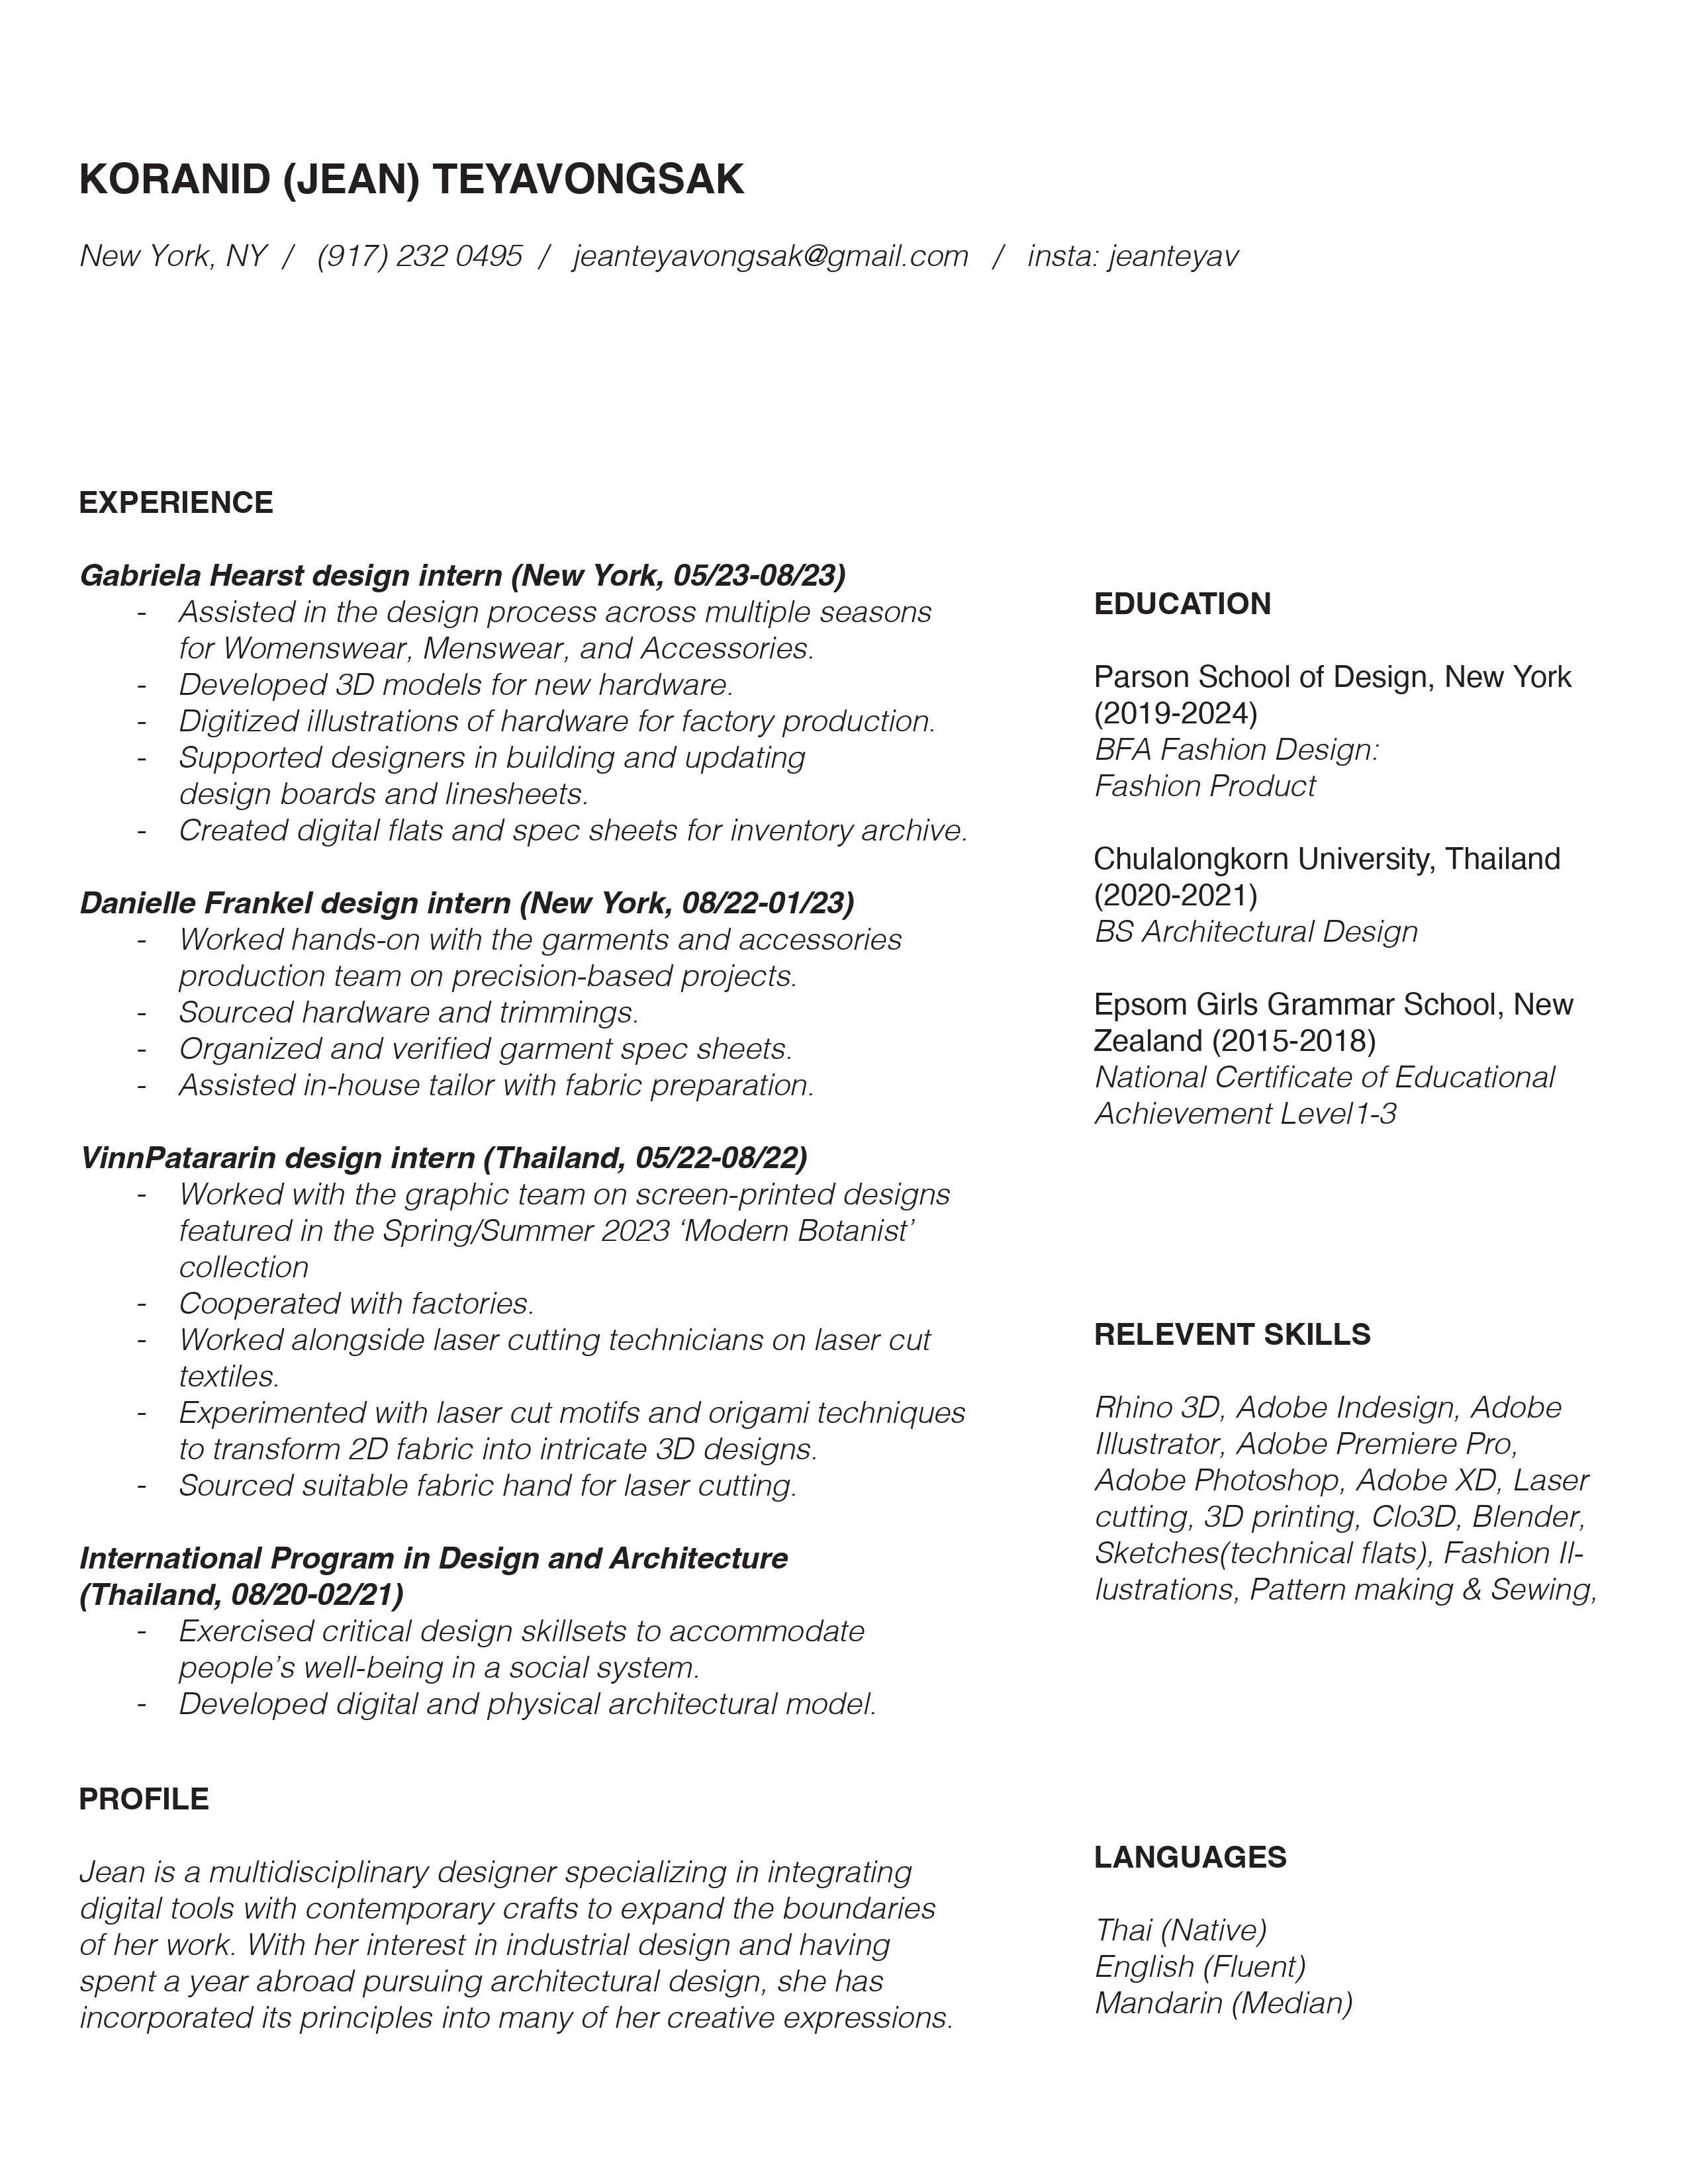 KORANID (JEAN) TEYAVONGSAK
New York, NY / (917) 232 0495 / jeanteyavongsak@gmail.com / insta: jeanteyav
EXPERIENCE
Gabriela Hearst design intern (New York, 05/23-08/23)
- Assisted in the design process across multiple seasons
for Womenswear, Menswear, and Accessories.
- Developed 3D models for new hardware.
- Digitized illustrations of hardware for factory production.
- Supported designers in building and updating
design boards and linesheets.
- Created digital flats and spec sheets for inventory archive.
Danielle Frankel design intern (New York, 08/22-01/23)
- Worked hands-on with the garments and accessories
production team on precision-based projects.
- Sourced hardware and trimmings.
- Organized and verified garment spec sheets.
- Assisted in-house tailor with fabric preparation.
VinnPatararin design intern (Thailand, 05/22-08/22)
- Worked with the graphic team on screen-printed designs
featured in the Spring/Summer 2023 ‘Modern Botanist’
collection
- Cooperated with factories.
- Worked alongside laser cutting technicians on laser cut
textiles.
- Experimented with laser cut motifs and origami techniques
to transform 2D fabric into intricate 3D designs.
- Sourced suitable fabric hand for laser cutting.
International Program in Design and Architecture
(Thailand, 08/20-02/21)
- Exercised critical design skillsets to accommodate
people’s well-being in a social system.
- Developed digital and physical architectural model.
PROFILE
Jean is a multidisciplinary designer specializing in integrating
digital tools with contemporary crafts to expand the boundaries
of her work. With her interest in industrial design and having
spent a year abroad pursuing architectural design, she has
incorporated its principles into many of her creative expressions.
EDUCATION
Parson School of Design, New York
(2019-2024)
BFA Fashion Design:
Fashion Product
Chulalongkorn University, Thailand
(2020-2021)
BS Architectural Design
Epsom Girls Grammar School, New
Zealand (2015-2018)
National Certificate of Educational
Achievement Level1-3
RELEVENT SKILLS
Rhino 3D, Adobe Indesign, Adobe
Illustrator, Adobe Premiere Pro,
Adobe Photoshop, Adobe XD, Laser
cutting, 3D printing, Clo3D, Blender,
Sketches(technical flats), Fashion Il-
lustrations, Pattern making & Sewing,
LANGUAGES
Thai (Native)
English (Fluent)
Mandarin (Median)